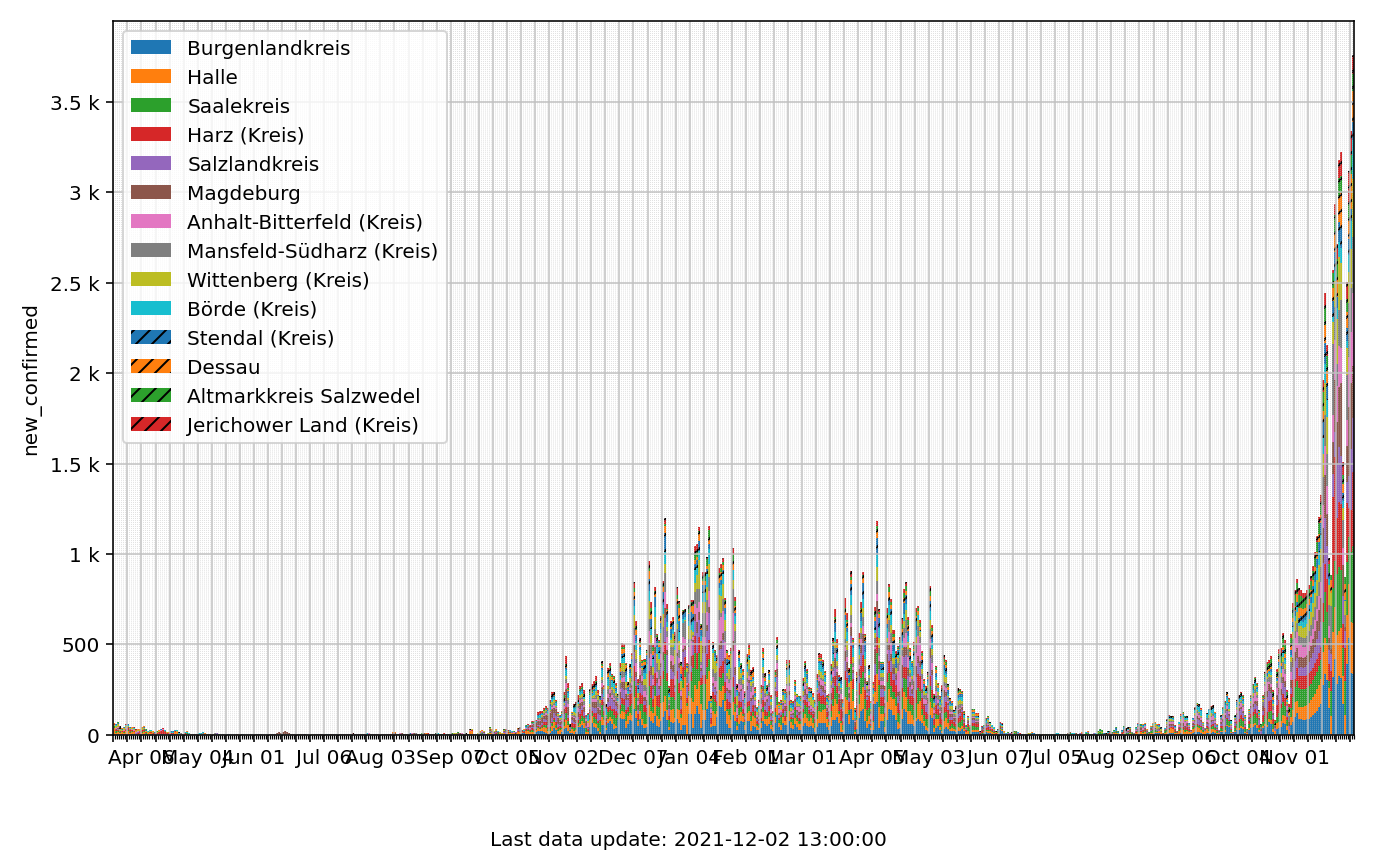 3.5 k
3 k
2.5 k
2 k
1.5 k
1 k
500
0
new_confirmed
Burgenlandkreis
Halle
Saalekreis
Harz (Kreis)
Salzlandkreis
Magdeburg
Anhalt-Bitterfeld (Kreis)
Mansfeld-Südharz (Kreis)
Wittenberg (Kreis)
Börde (Kreis)
Stendal (Kreis)
Dessau
Altmarkkreis Salzwedel
Jerichower Land (Kreis)
Apr 06 May 04 Jun 01 Jul 06 Aug 03 Sep 07 Oct 05 Nov 02 Dec 07 Jan 04 Feb 01 Mar 01 Apr 05 May 03 Jun 07 Jul 05 Aug 02 Sep 06 Oct 04 Nov 01
Last data update: 2021-12-02 13:00:00